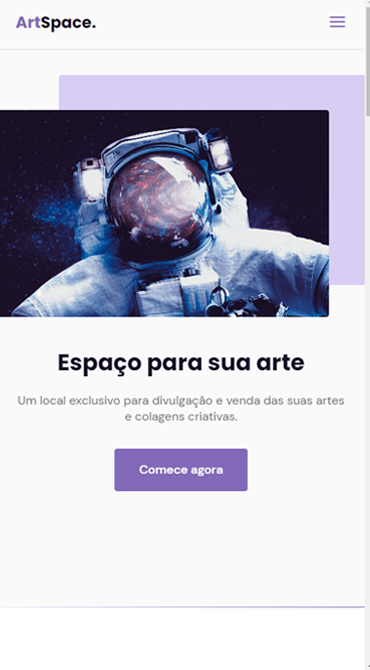 ArtSpace.
Espaço para sua arte
Um local exclusivo para divulgação e venda das suas artes
e colagens criativas.
Comece agora